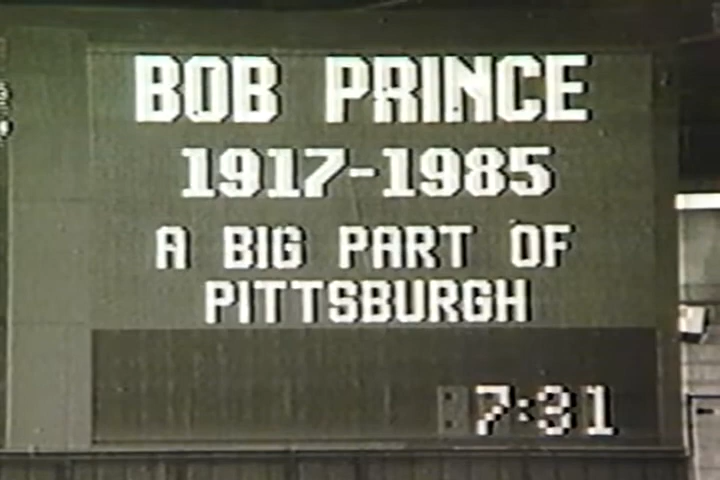 BOB PRINCE
1917-1985
A BIG PART OF
PITTSBURGH
7:31